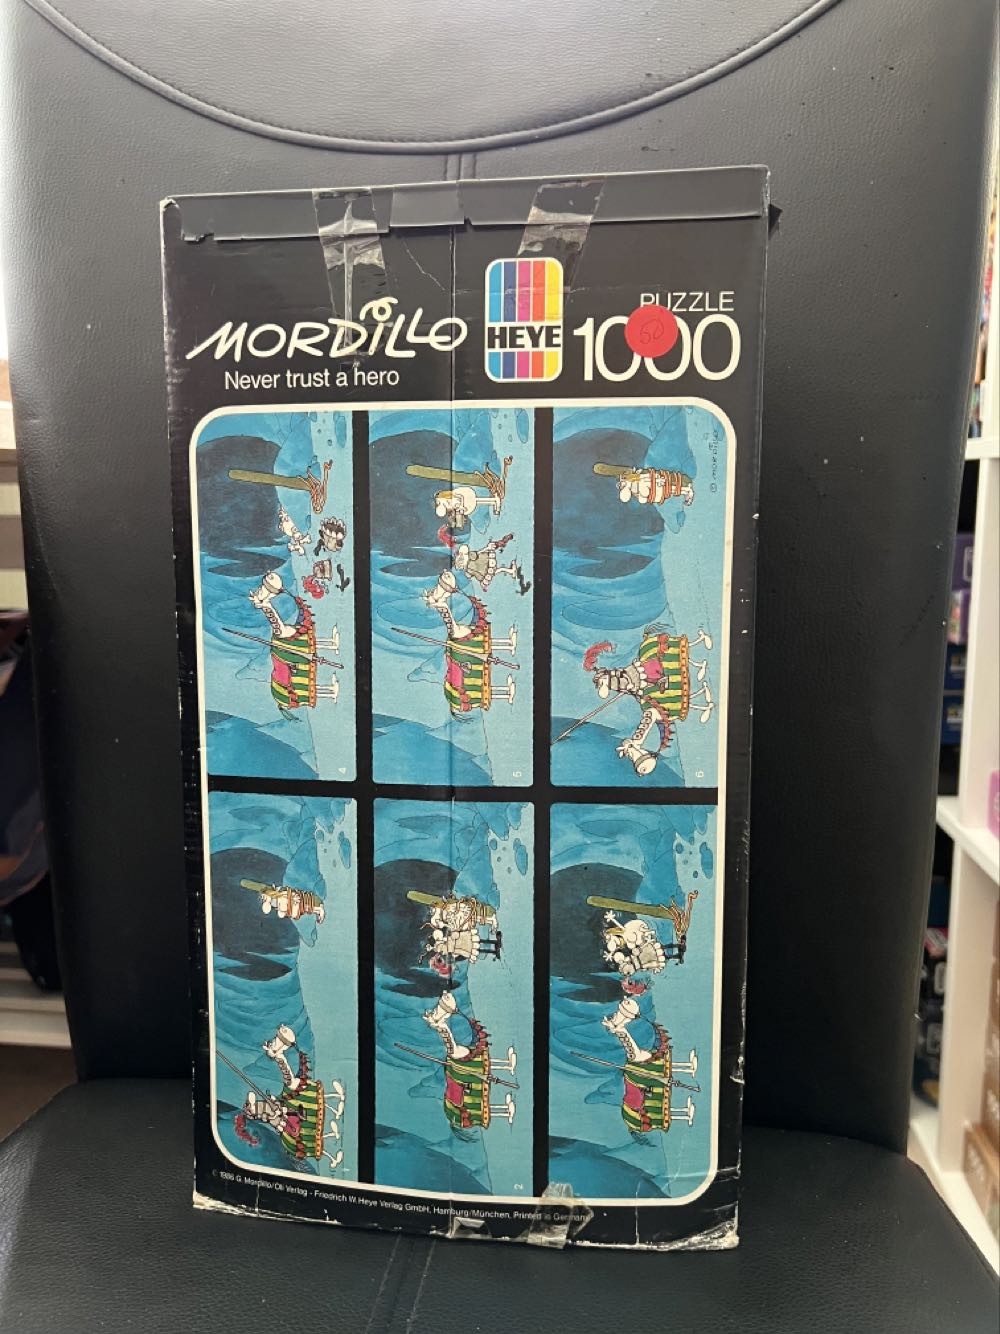 PUZZLE
MORDILLO HEYE 1000
50
Never trust a hero
© MORDILLO
4
5
6
1
2
© 1986 G. Mordillo/Oli Verlag - Friedrich W. Heye Verlag GmbH, Hamburg/München, Printed in Germany